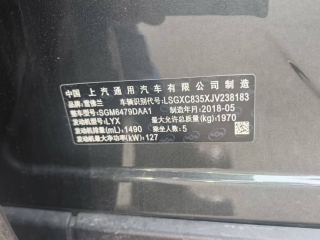 中国 上汽通用汽车有限公司 制造
品牌:雪佛兰 车辆识别代号:LSGXC835XJV238183
整车型号:SGM6479DAA1 制造年月:2018-05
发动机型号:LYX 最大允许总质量(kg):1970
发动机排量(mL):1490 乘坐人数:5
发动机最大净功率(kW):127